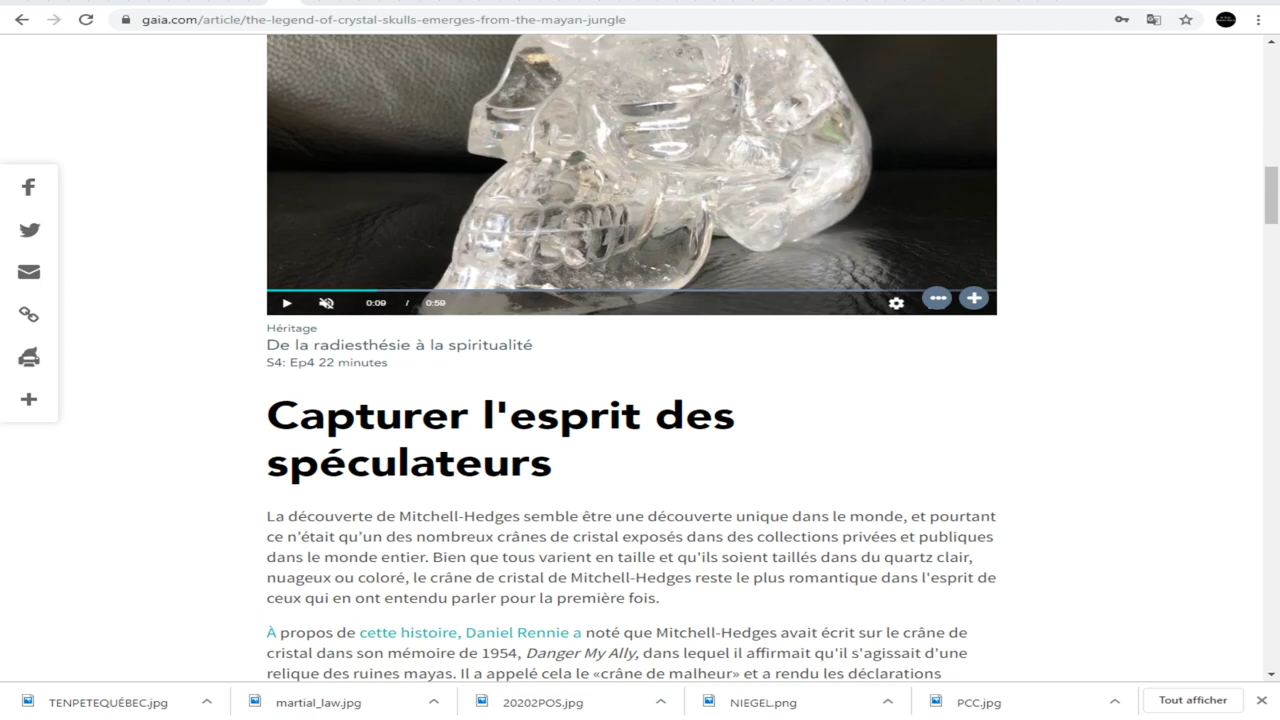 gaia.com/article/the-legend-of-crystal-skulls-emerges-from-the-mayan-jungle
0:09 / 0:59
Héritage
De la radiesthésie à la spiritualité
S4: Ep4 22 minutes
Capturer l'esprit des
spéculateurs
La découverte de Mitchell-Hedges semble être une découverte unique dans le monde, et pourtant
ce n'était qu'un des nombreux crânes de cristal exposés dans des collections privées et publiques
dans le monde entier. Bien que tous varient en taille et qu'ils soient taillés dans du quartz clair,
nuageux ou coloré, le crâne de cristal de Mitchell-Hedges reste le plus romantique dans l'esprit de
ceux qui en ont entendu parler pour la première fois.
À propos de cette histoire, Daniel Rennie a noté que Mitchell-Hedges avait écrit sur le crâne de
cristal dans son mémoire de 1954, Danger My Ally, dans lequel il affirmait qu'il s'agissait d'une
relique des ruines mayas. Il a appelé cela le «crâne de malheur» et a rendu les déclarations
TENPETEQUÉBEC.jpg martial_law.jpg 20202POS.jpg NIEGEL.png PCC.jpg Tout afficher